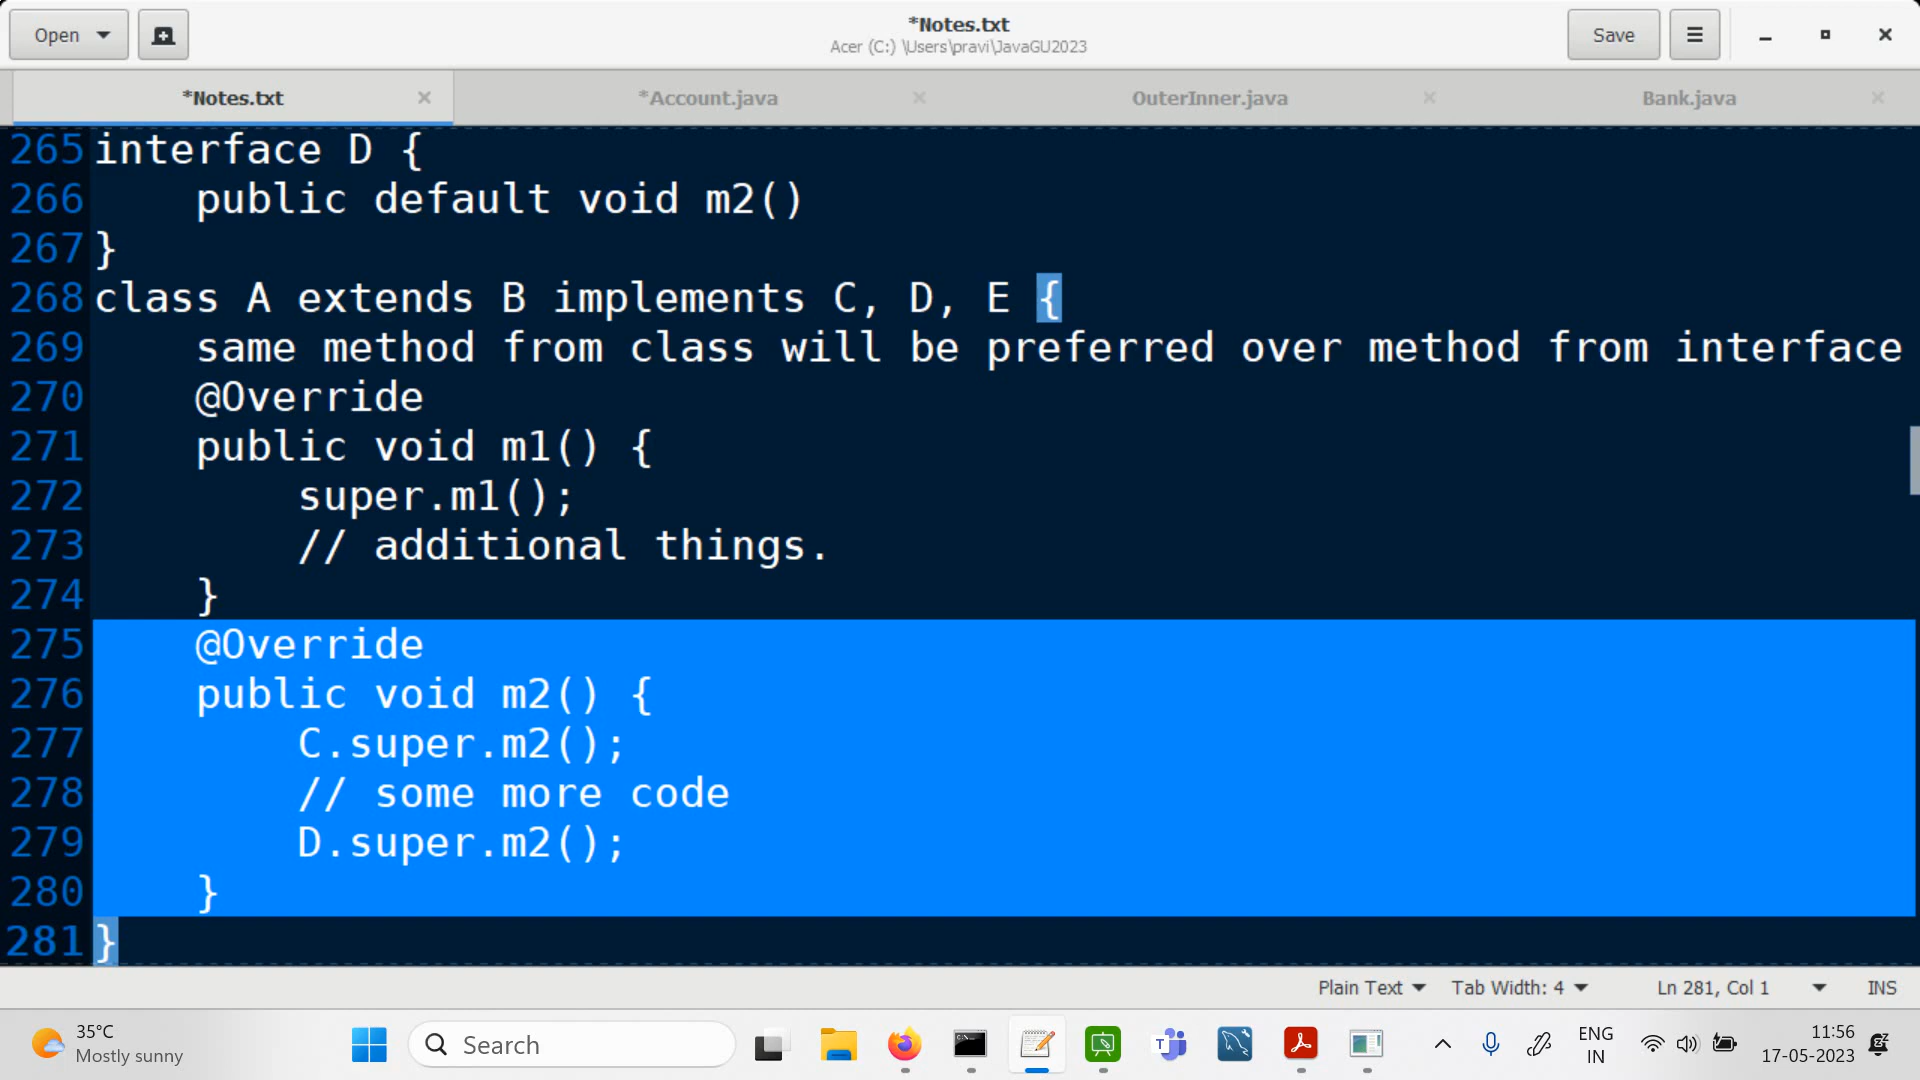 Open
*Notes.txt
Acer (C:) \Users\pravi\JavaGU2023
Save
*Notes.txt
*Account.java
OuterInner.java
Bank.java
265 interface D {
266     public default void m2()
267 }
268 class A extends B implements C, D, E {
269     same method from class will be preferred over method from interface
270     @Override
271     public void m1() {
272         super.m1();
273         // additional things.
274     }
275     @Override
276     public void m2() {
277         C.super.m2();
278         // some more code
279         D.super.m2();
280     }
281 }
Plain Text Tab Width: 4 Ln 281, Col 1 INS
35°C
Mostly sunny
Search
ENG
IN
11:56
17-05-2023